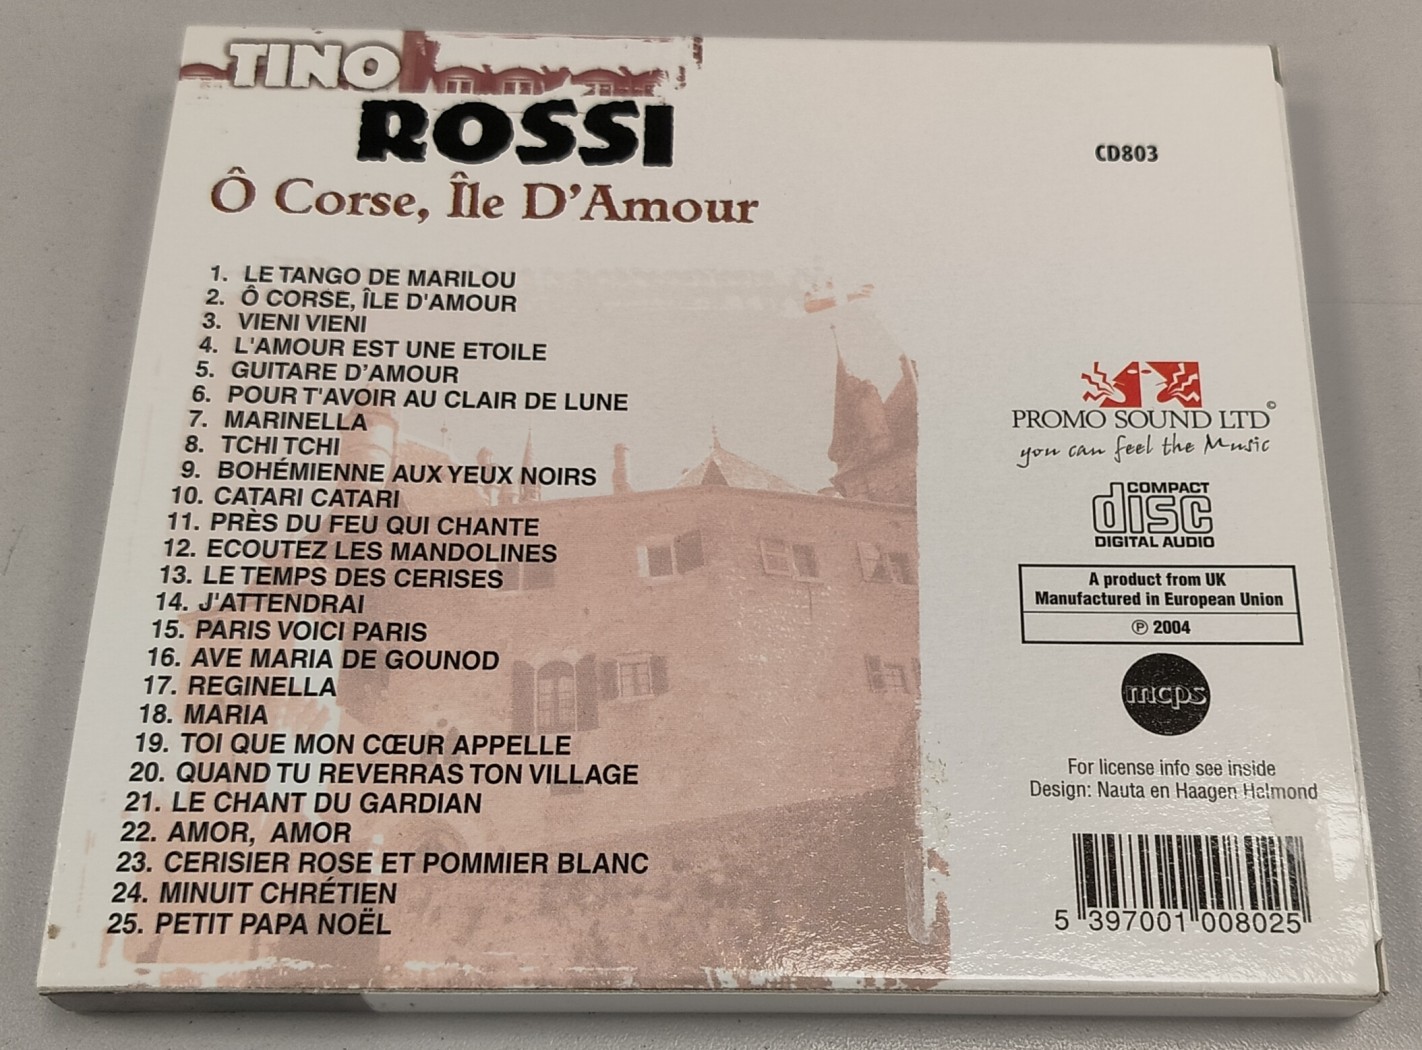 TINO
ROSSI
Ô Corse, Île D'Amour
CD803
1. LE TANGO DE MARILOU
2. Ô CORSE, ÎLE D'AMOUR
3. VIENI VIENI
4. L'AMOUR EST UNE ETOILE
5. GUITARE D'AMOUR
6. POUR T'AVOIR AU CLAIR DE LUNE
7. MARINELLA
8. TCHI TCHI
9. BOHÉMIENNE AUX YEUX NOIRS
10. CATARI CATARI
11. PRÈS DU FEU QUI CHANTE
12. ECOUTEZ LES MANDOLINES
13. LE TEMPS DES CERISES
14. J'ATTENDRAI
15. PARIS VOICI PARIS
16. AVE MARIA DE GOUNOD
17. REGINELLA
18. MARIA
19. TOI QUE MON CŒUR APPELLE
20. QUAND TU REVERRAS TON VILLAGE
21. LE CHANT DU GARDIAN
22. AMOR, AMOR
23. CERISIER ROSE ET POMMIER BLANC
24. MINUIT CHRÉTIEN
25. PETIT PAPA NOËL
PROMO SOUND LTD©
you can feel the Music
COMPACT
disc
DIGITAL AUDIO
A product from UK
Manufactured in European Union
℗ 2004
mcps
For license info see inside
Design: Nauta en Haagen Halmond
5 397001 008025